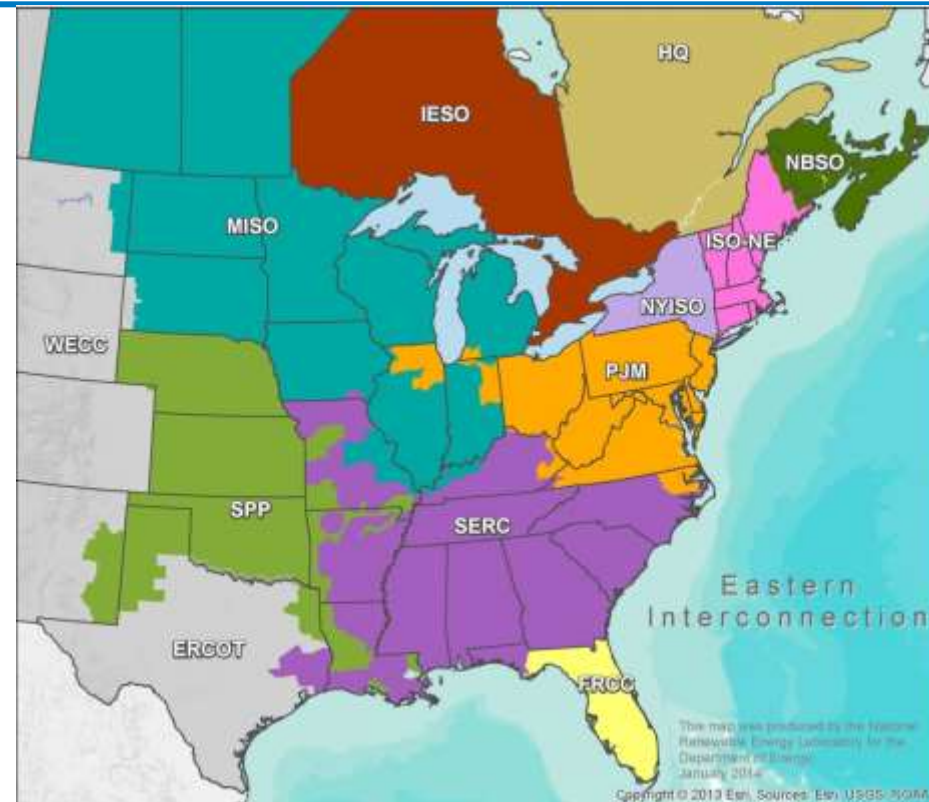 HQ
IESO
NBSO
MISO
ISO-NE
NYISO
WECC
PJM
SPP
SERC
Eastern
Interconnection
ERCOT
FRCC
This map was produced by the National
Renewable Energy Laboratory for the
Department of Energy
January 2014
Copyright © 2013 Esri, Sources: Esri, USGS, NOAA